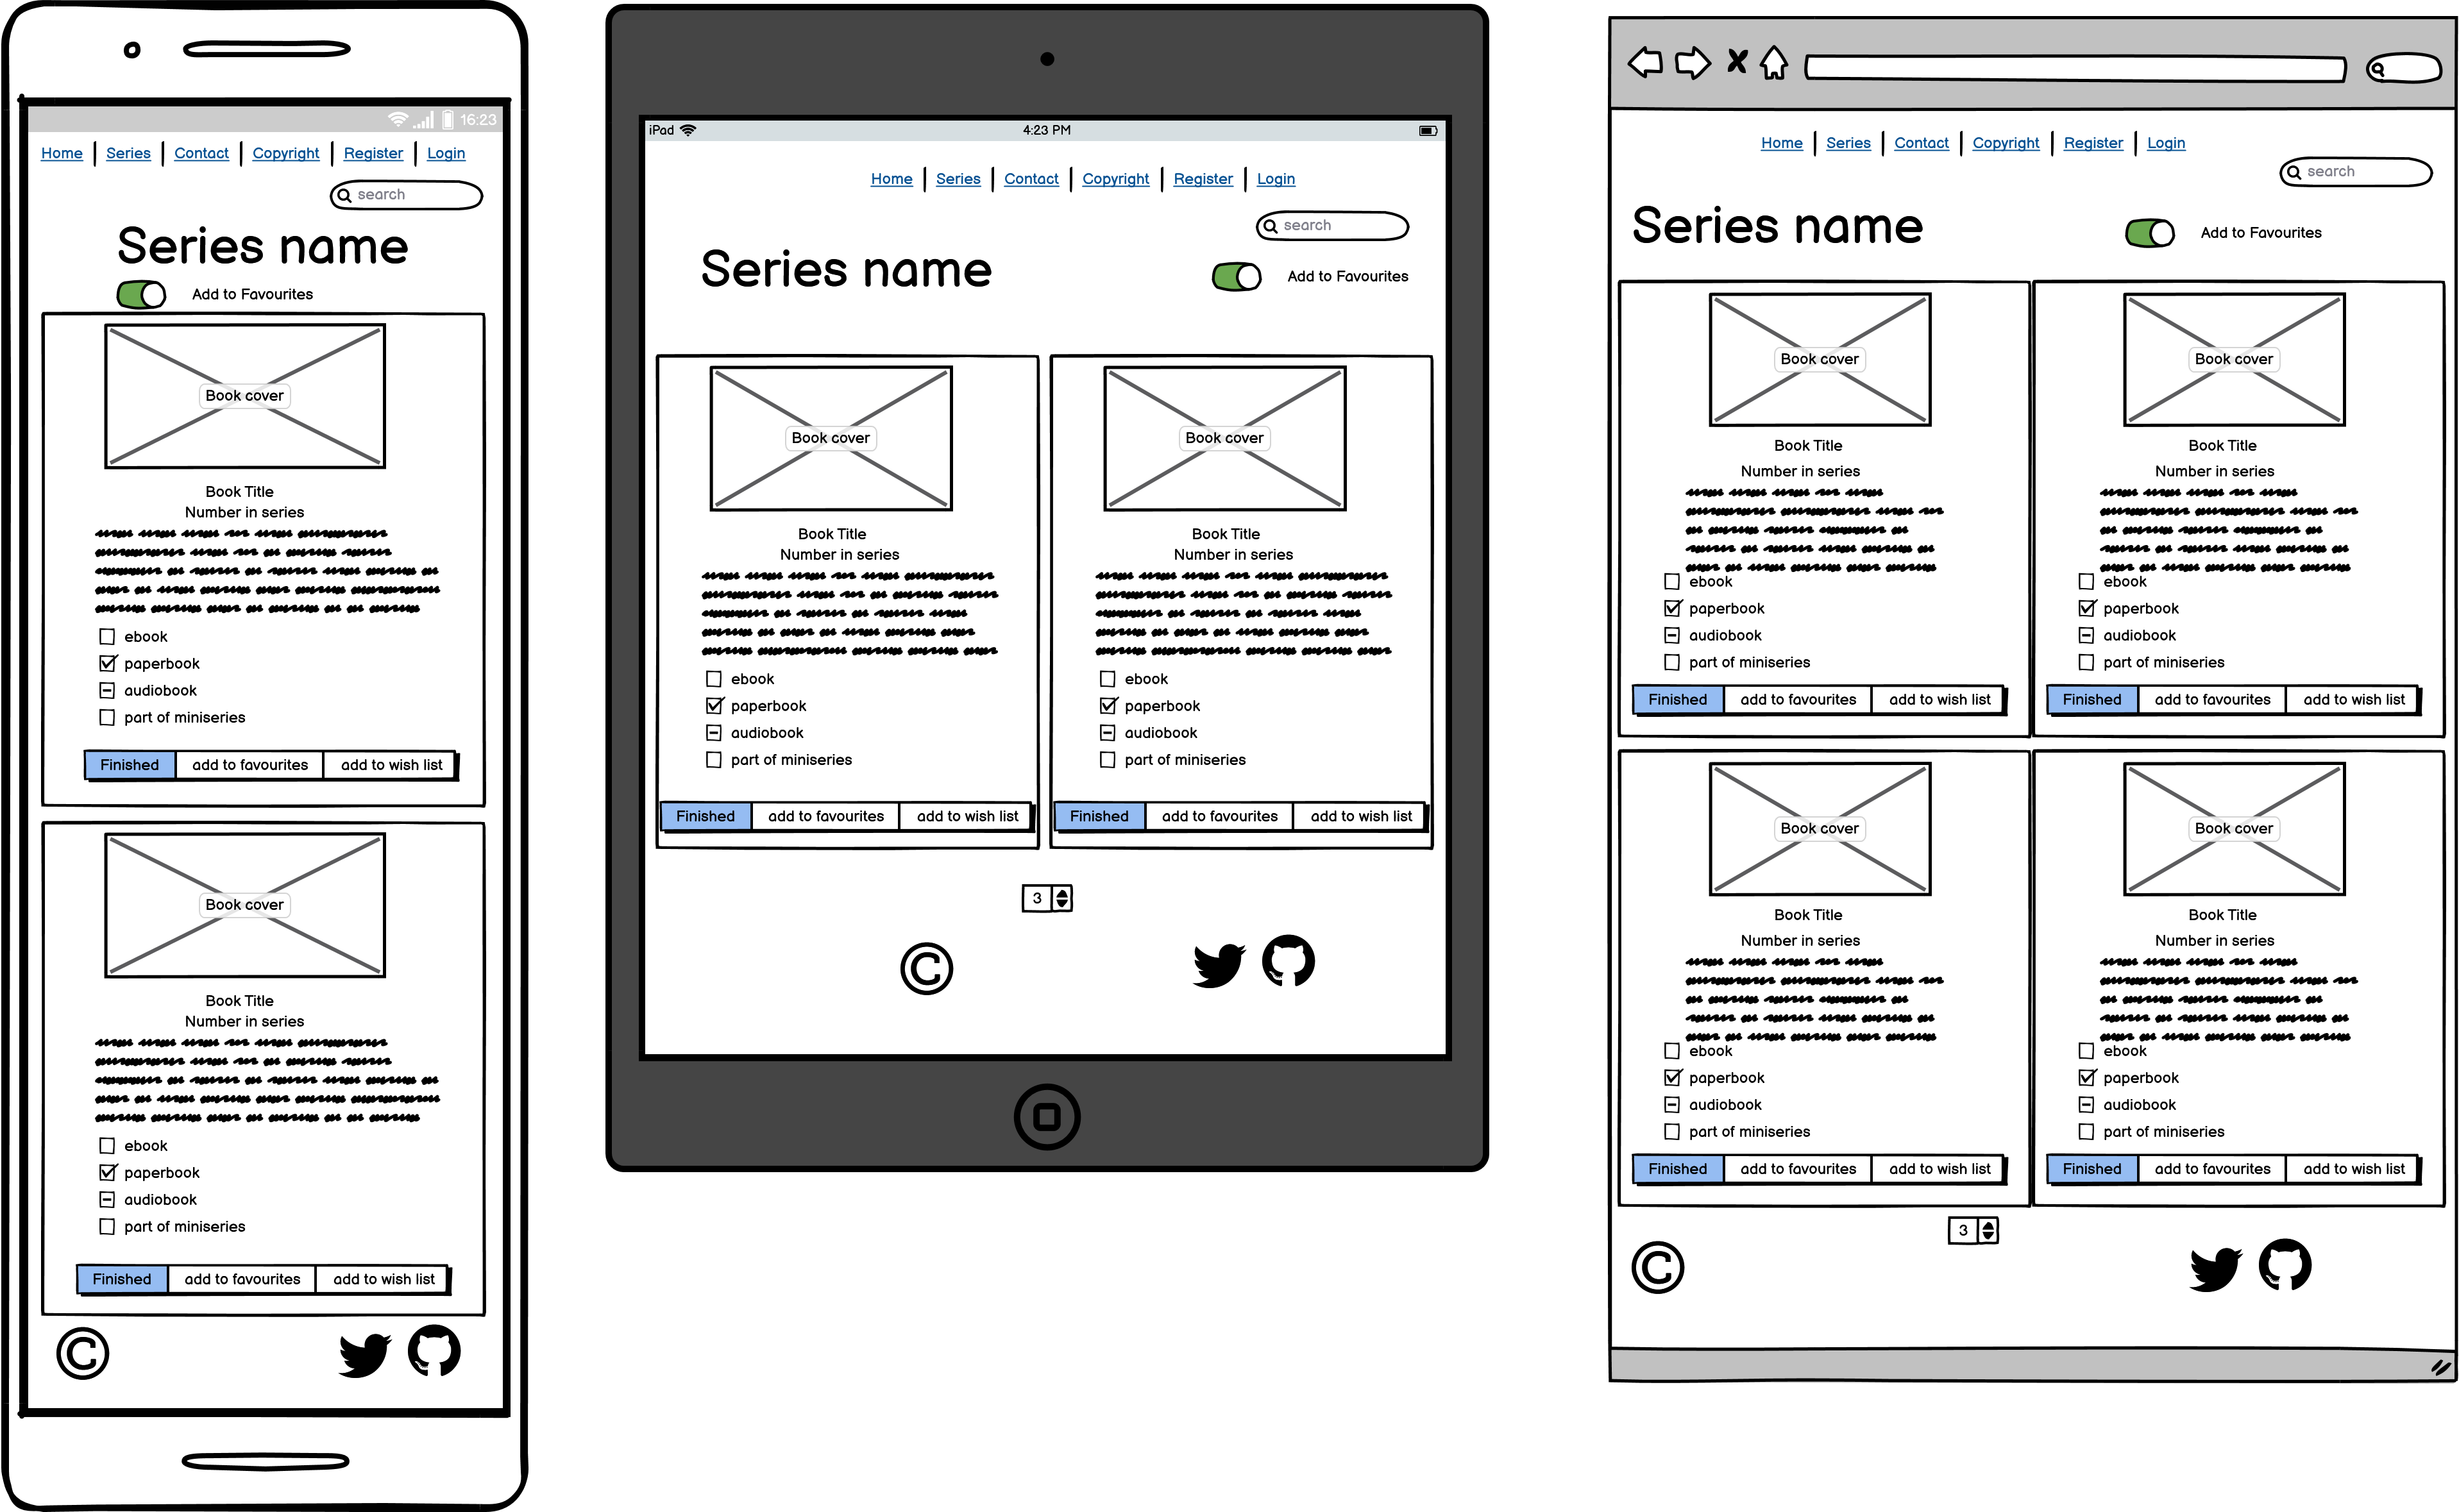 16:23
Home Series Contact Copyright Register Login
search
Series name
Add to Favourites
Book cover
Book Title
Number in series
ebook
paperbook
audiobook
part of miniseries
Finished add to favourites add to wish list
Book cover
Book Title
Number in series
ebook
paperbook
audiobook
part of miniseries
Finished add to favourites add to wish list
©
iPad 4:23 PM
Home Series Contact Copyright Register Login
search
Series name Add to Favourites
Book cover Book cover
Book Title Book Title
Number in series Number in series
ebook ebook
paperbook paperbook
audiobook audiobook
part of miniseries part of miniseries
Finished add to favourites add to wish list Finished add to favourites add to wish list
3
©
Home Series Contact Copyright Register Login
search
Series name Add to Favourites
Book cover Book cover
Book Title Book Title
Number in series Number in series
ebook ebook
paperbook paperbook
audiobook audiobook
part of miniseries part of miniseries
Finished add to favourites add to wish list Finished add to favourites add to wish list
Book cover Book cover
Book Title Book Title
Number in series Number in series
ebook ebook
paperbook paperbook
audiobook audiobook
part of miniseries part of miniseries
Finished add to favourites add to wish list Finished add to favourites add to wish list
3
©